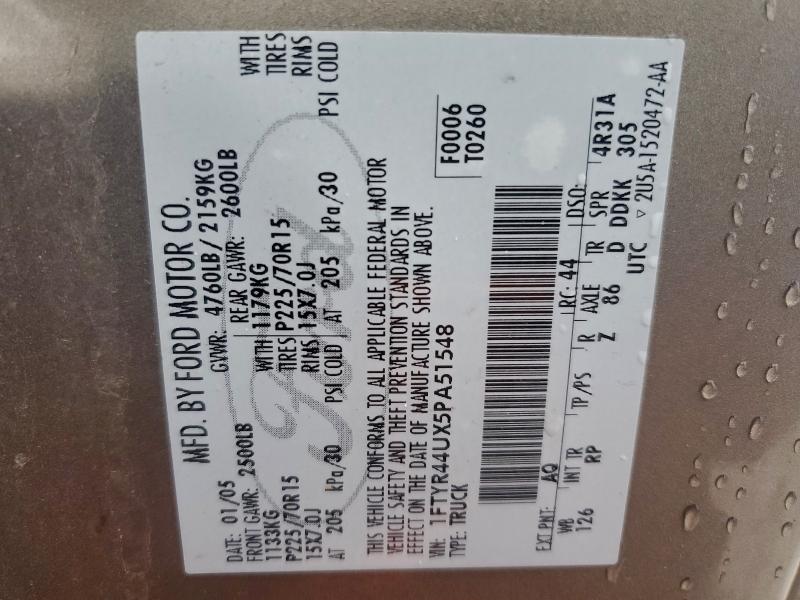 MFD. BY FORD MOTOR CO.
DATE: 01/05 GVWR: 4760LB/ 2159KG
FRONT GAWR: 2500LB REAR GAWR: 2600LB
1133KG WITH 1179KG WITH
P225/70R15 TIRES P225/70R15 TIRES
15X7.0J RIMS 15X7.0J RIMS
AT 205 kPa/30 PSI COLD AT 205 kPa/30 PSI COLD
THIS VEHICLE CONFORMS TO ALL APPLICABLE FEDERAL MOTOR
VEHICLE SAFETY AND THEFT PREVENTION STANDARDS IN
EFFECT ON THE DATE OF MANUFACTURE SHOWN ABOVE.
VIN: 1FTYR44UX5PA51548
TYPE: TRUCK
F0006
T0260
EXT PNT: AQ RC: 44 DSO:
WB INT TR TP/PS R AXLE TR SPR 4R31A
126 RP Z 86 D DDKK 305
UTC ▽ 2U5A-1520472-AA
Ford